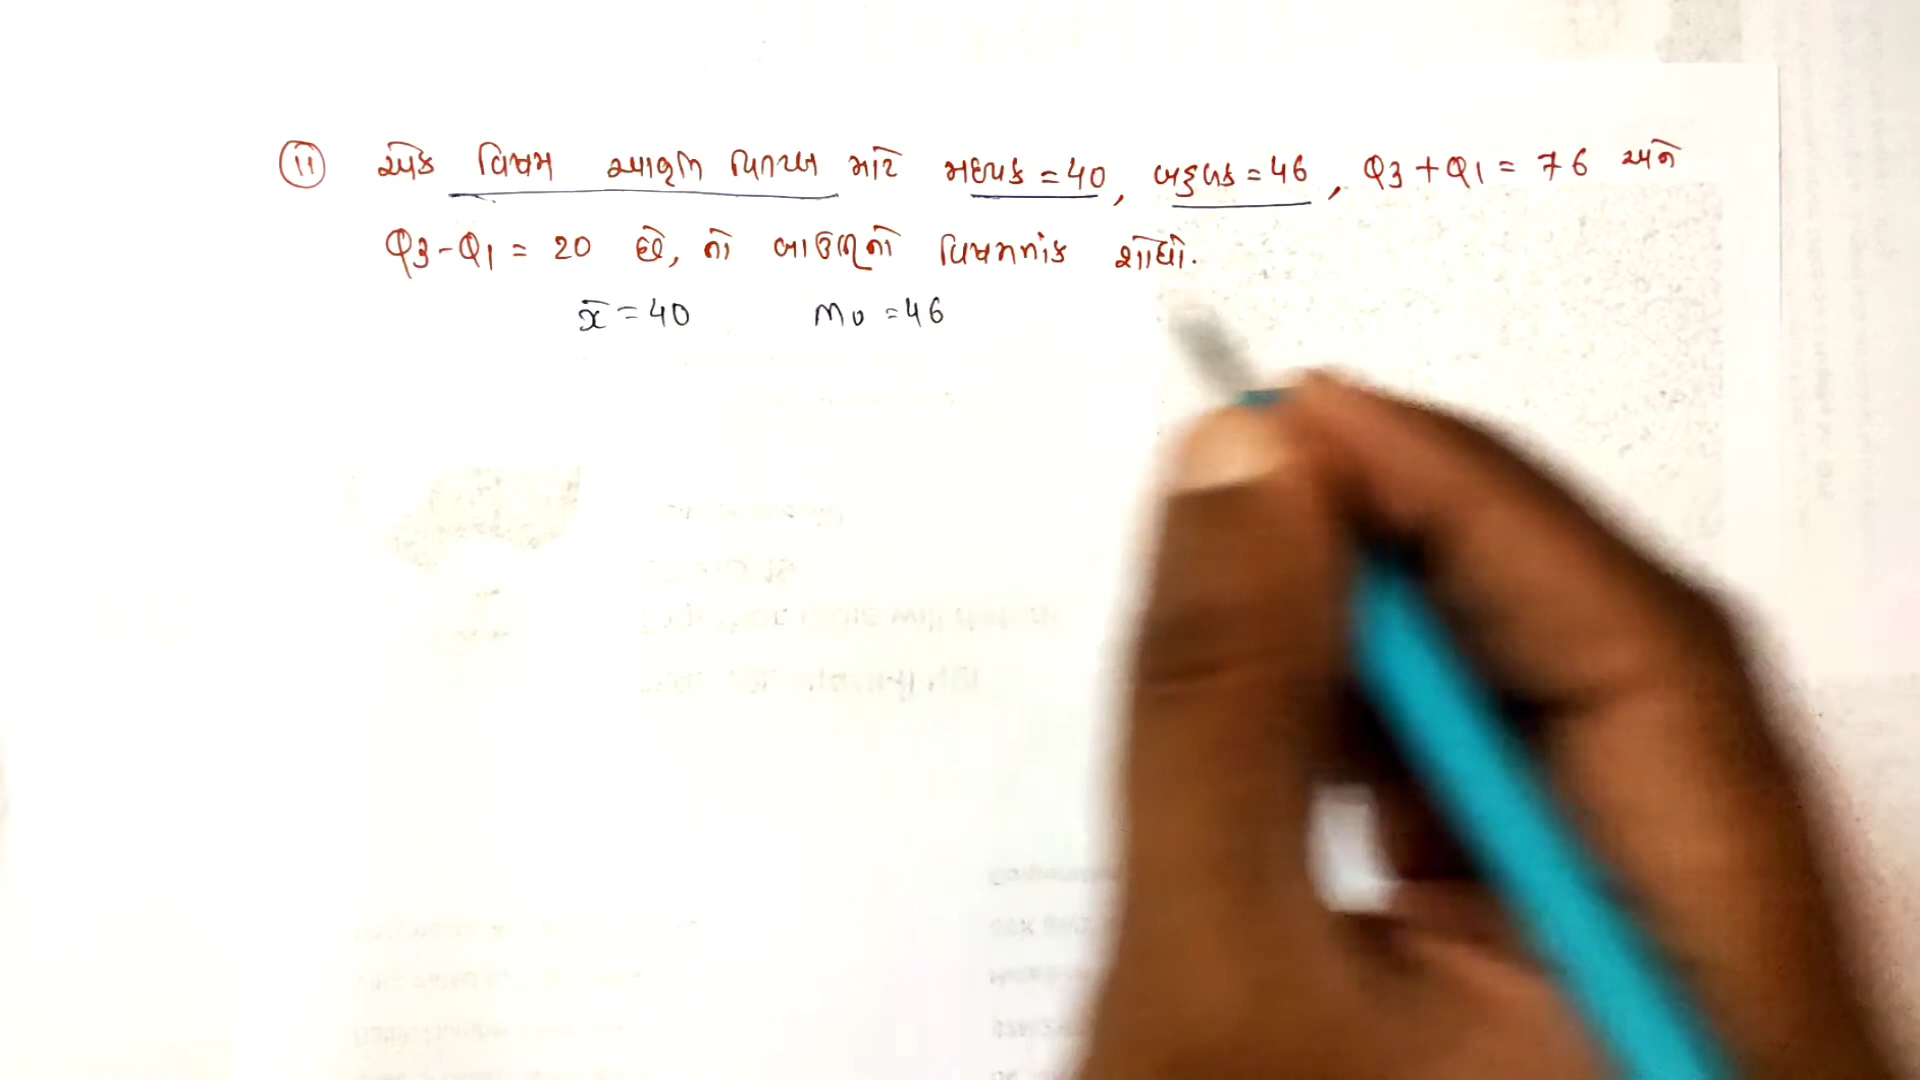 (11) એક વિષમ આવૃત્તિ વિતરણ માટે મધ્યક = 40, બહુલક = 46, Q3 + Q1 = 76 અને
Q3 - Q1 = 20 છે, તો બાઉલીનો વિષમતાંક શોધો.
x̄ = 40 Mo = 46